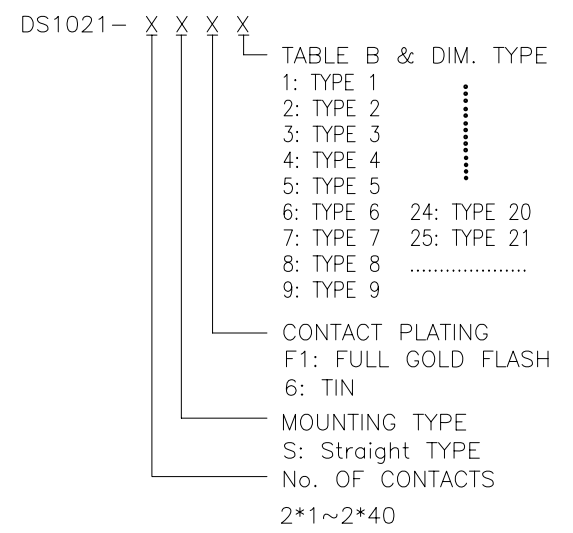 DS1021- X X X X
TABLE B & DIM. TYPE
1: TYPE 1
2: TYPE 2
3: TYPE 3
4: TYPE 4
5: TYPE 5
6: TYPE 6 24: TYPE 20
7: TYPE 7 25: TYPE 21
8: TYPE 8 ....................
9: TYPE 9
CONTACT PLATING
F1: FULL GOLD FLASH
6: TIN
MOUNTING TYPE
S: Straight TYPE
No. OF CONTACTS
2*1~2*40